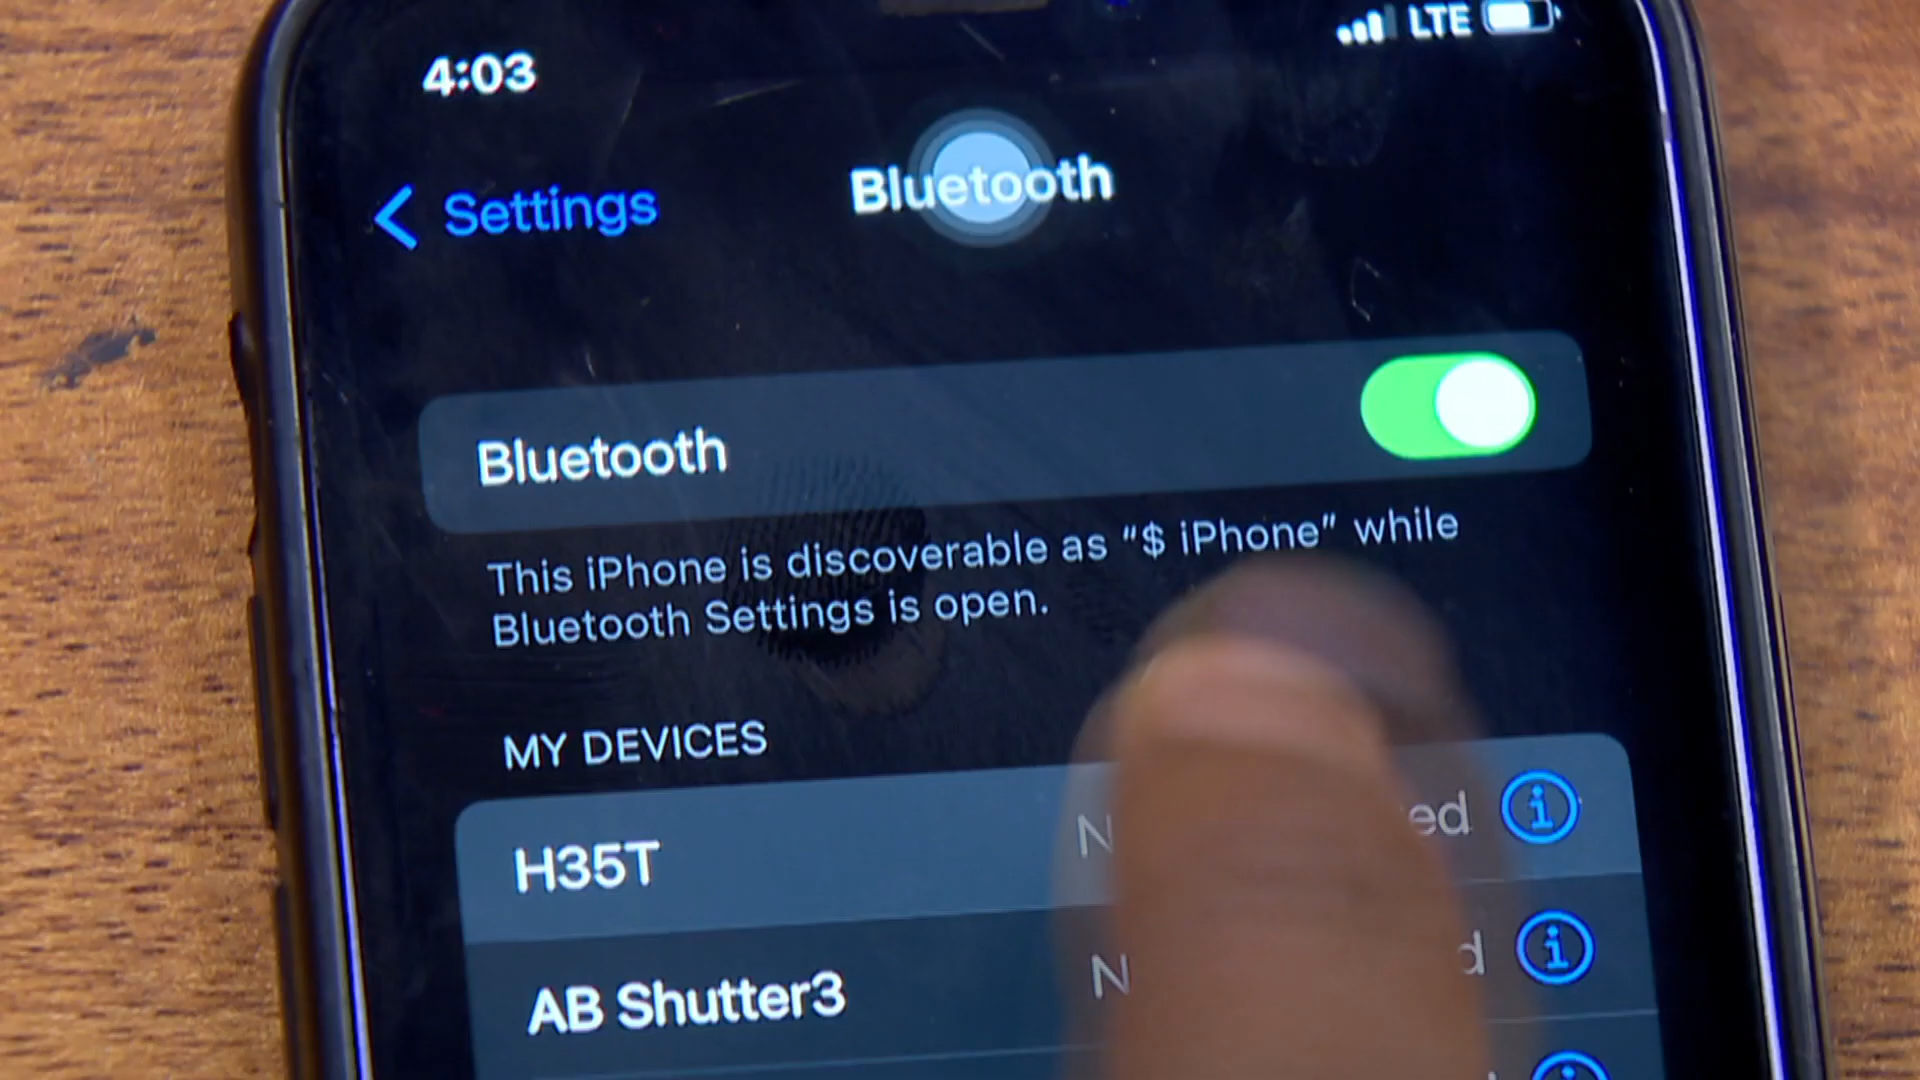 4:03
LTE
Settings
Bluetooth
Bluetooth
This iPhone is discoverable as “$ iPhone” while
Bluetooth Settings is open.
MY DEVICES
H35T
AB Shutter3